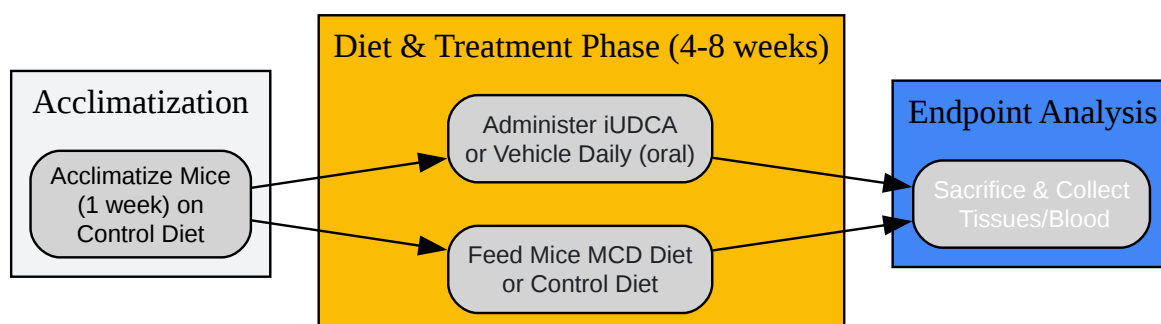 Acclimatization
Acclimatize Mice
(1 week) on
Control Diet
Diet & Treatment Phase (4-8 weeks)
Administer iUDCA
or Vehicle Daily (oral)
Feed Mice MCD Diet
or Control Diet
Endpoint Analysis
Sacrifice & Collect
Tissues/Blood